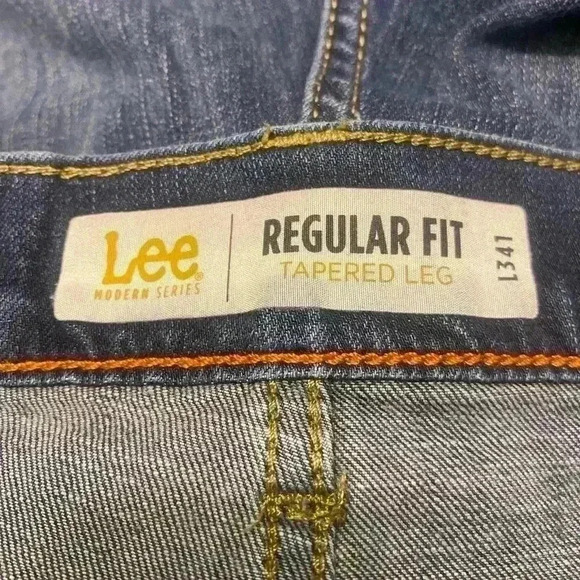 Lee®
MODERN SERIES
REGULAR FIT
TAPERED LEG
L341